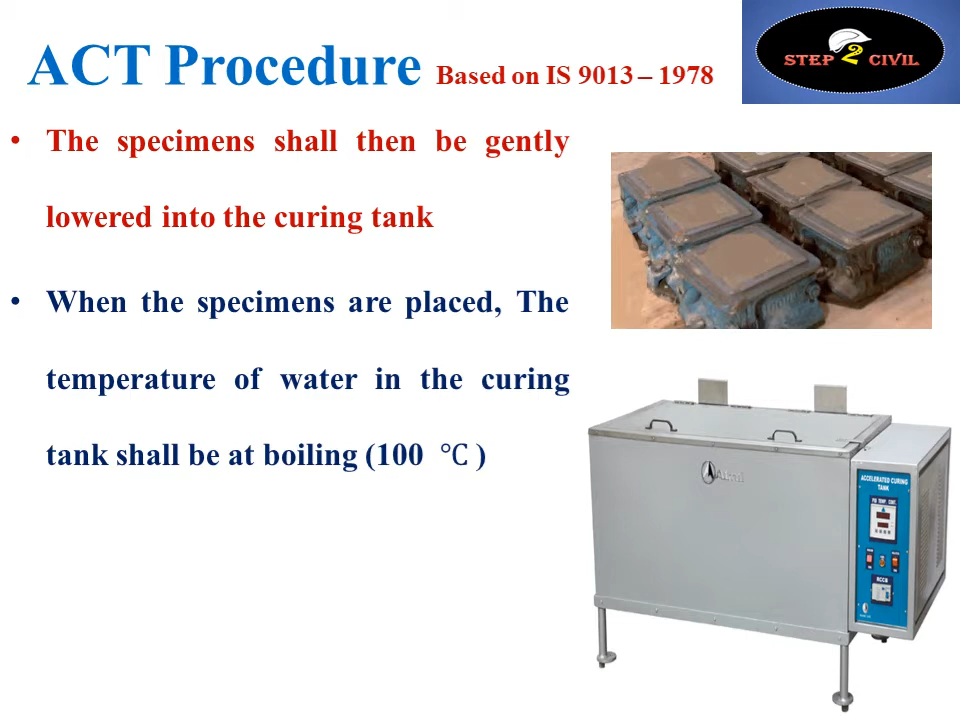 ACT Procedure Based on IS 9013 – 1978
STEP 2 CIVIL
• The specimens shall then be gently
lowered into the curing tank
• When the specimens are placed, The
temperature of water in the curing
tank shall be at boiling (100 ℃ )
ACCELERATED CURING
TANK
RCCB